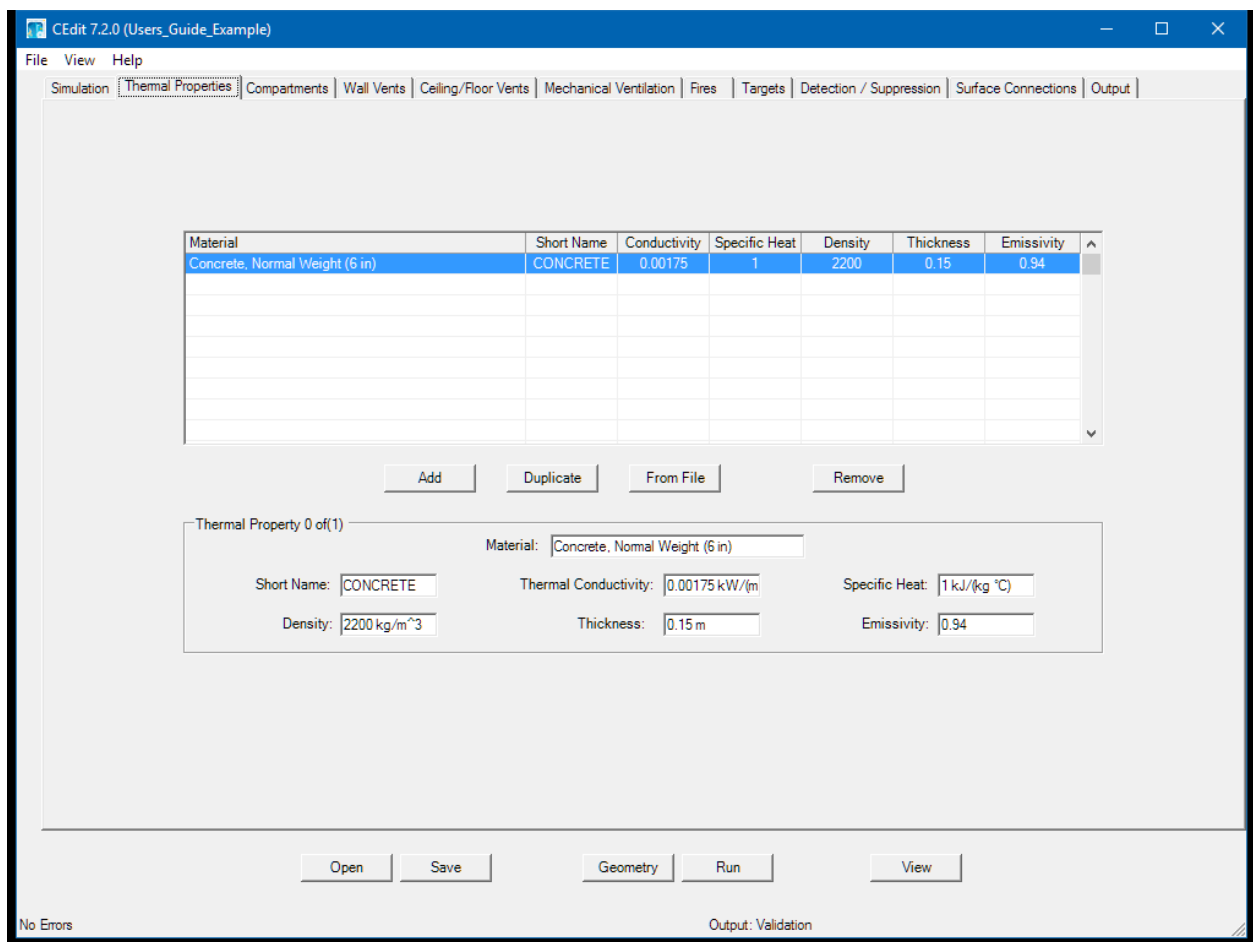 CEdit 7.2.0 (Users_Guide_Example)
File View Help
Simulation Thermal Properties Compartments Wall Vents Ceiling/Floor Vents Mechanical Ventilation Fires Targets Detection / Suppression Surface Connections Output
Material Short Name Conductivity Specific Heat Density Thickness Emissivity
Concrete, Normal Weight (6 in) CONCRETE 0.00175 1 2200 0.15 0.94
Add Duplicate From File Remove
Thermal Property 0 of(1)
Material: Concrete, Normal Weight (6 in)
Short Name: CONCRETE Thermal Conductivity: 0.00175 kW/(m Specific Heat: 1 kJ/(kg °C)
Density: 2200 kg/m^3 Thickness: 0.15 m Emissivity: 0.94
Open Save Geometry Run View
No Errors Output: Validation